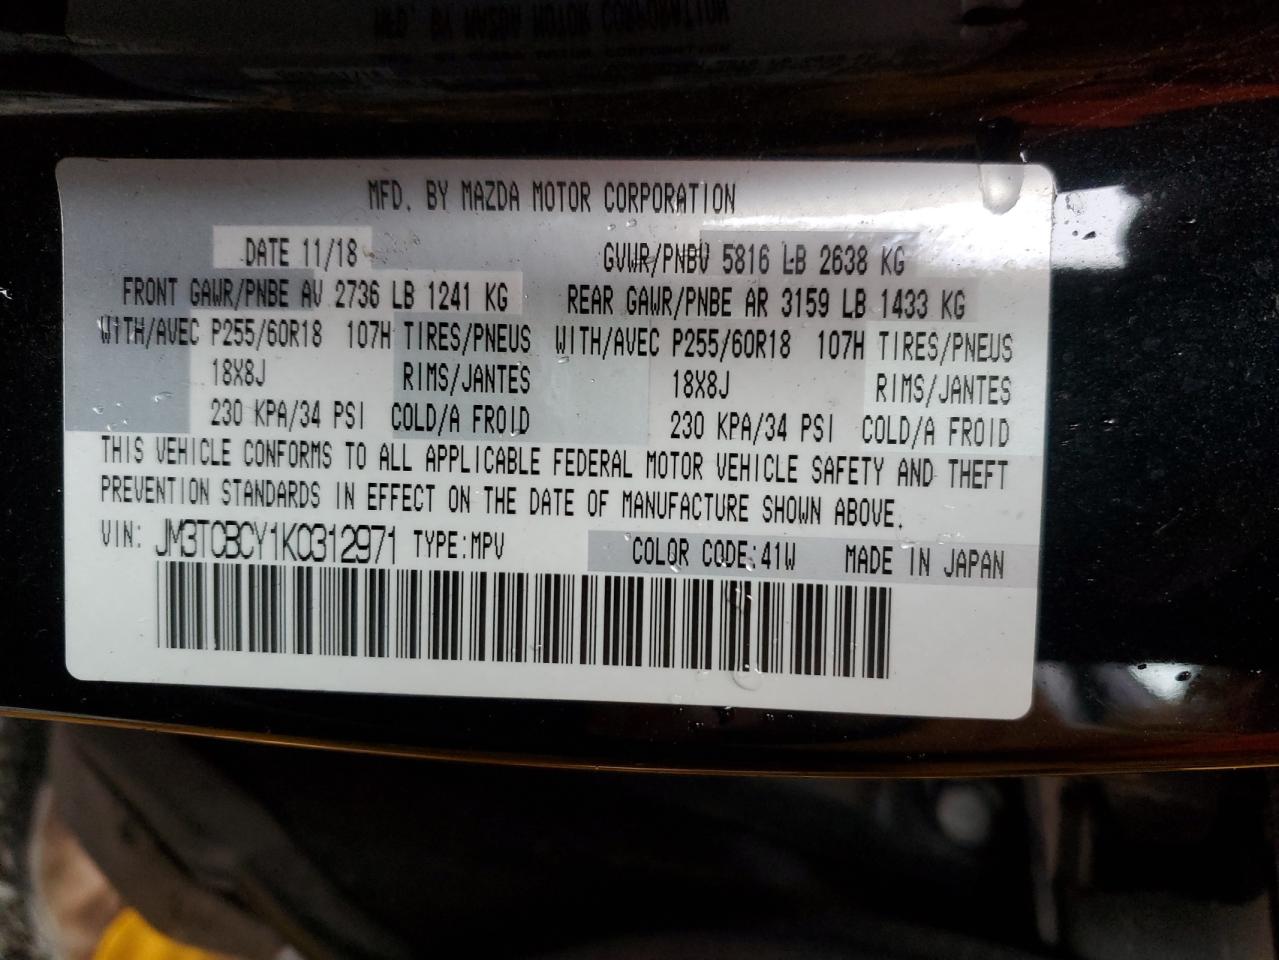 MFD. BY MAZDA MOTOR CORPORATION
DATE 11/18 GVWR/PNBV 5816 LB 2638 KG
FRONT GAWR/PNBE AV 2736 LB 1241 KG REAR GAWR/PNBE AR 3159 LB 1433 KG
WITH/AVEC P255/60R18 107H TIRES/PNEUS WITH/AVEC P255/60R18 107H TIRES/PNEUS
18X8J RIMS/JANTES 18X8J RIMS/JANTES
230 KPA/34 PSI COLD/A FROID 230 KPA/34 PSI COLD/A FROID
THIS VEHICLE CONFORMS TO ALL APPLICABLE FEDERAL MOTOR VEHICLE SAFETY AND THEFT
PREVENTION STANDARDS IN EFFECT ON THE DATE OF MANUFACTURE SHOWN ABOVE.
VIN: JM3TCBCY1K0312971 TYPE:MPV COLOR CODE:41W MADE IN JAPAN